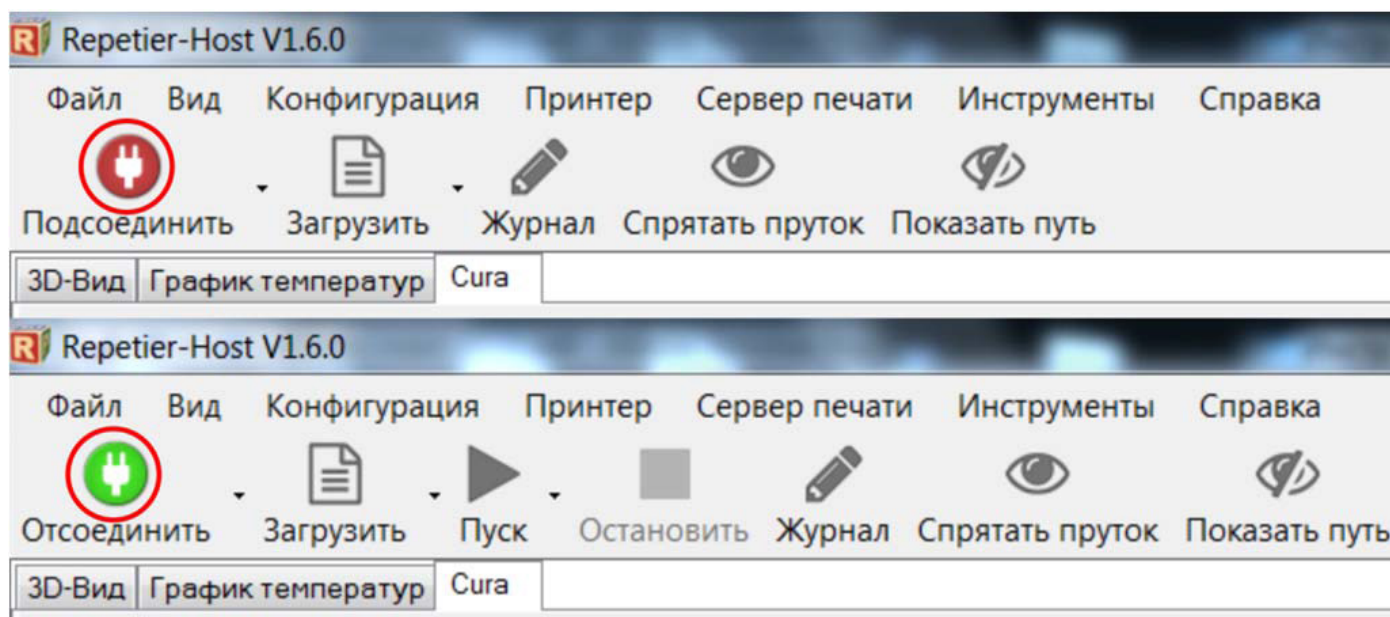 Repetier-Host V1.6.0
Файл Вид Конфигурация Принтер Сервер печати Инструменты Справка
Подсоединить Загрузить Журнал Спрятать пруток Показать путь
3D-Вид График температур Cura
Repetier-Host V1.6.0
Файл Вид Конфигурация Принтер Сервер печати Инструменты Справка
Отсоединить Загрузить Пуск Остановить Журнал Спрятать пруток Показать путь
3D-Вид График температур Cura